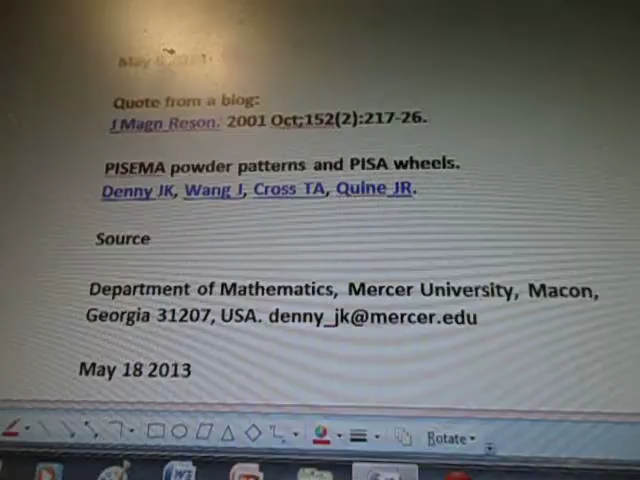 May
Quote from a blog:
J Magn Reson. 2001 Oct;152(2):217-26.
PISEMA powder patterns and PISA wheels.
Denny JK, Wang J, Cross TA, Quine JR.
Source
Department of Mathematics, Mercer University, Macon,
Georgia 31207, USA. denny_jk@mercer.edu
May 18 2013
Rotate